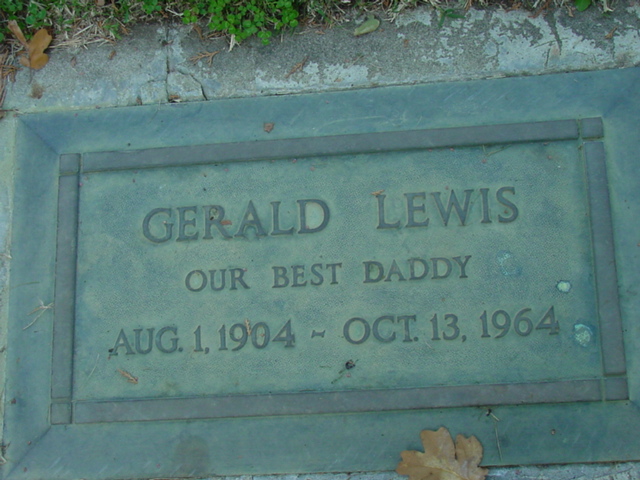 GERALD LEWIS
OUR BEST DADDY
AUG. 1, 1904 ~ OCT. 13, 1964